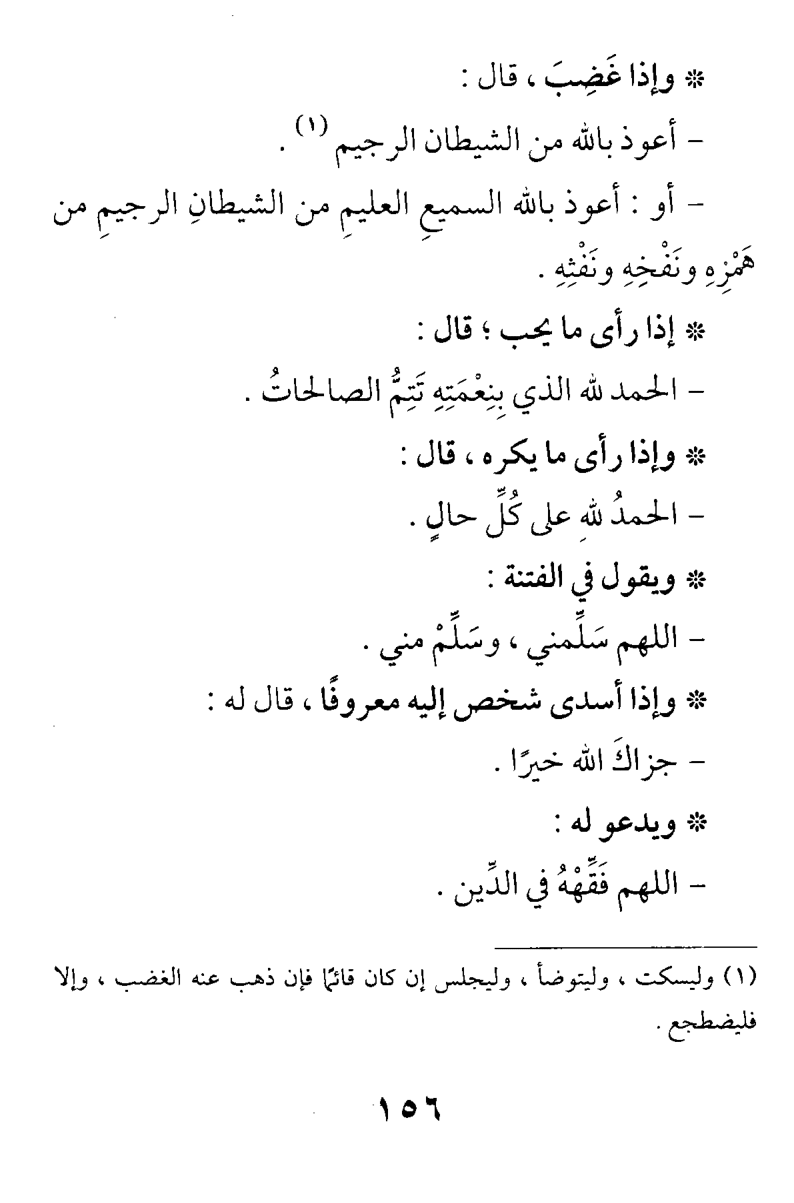 * وإذا غَضِبَ ، قال :
– أعوذ بالله من الشيطان الرجيم (١) .
– أو : أعوذ بالله السميعِ العليمِ من الشيطانِ الرجيمِ من
هَمْزِهِ ونَفْخِهِ ونَفْثِهِ .
* إذا رأى ما يحب ؛ قال :
– الحمد لله الذي بِنِعْمَتِهِ تَتِمُّ الصالحاتُ .
* وإذا رأى ما يكره ، قال :
– الحمدُ للهِ على كُلِّ حالٍ .
* ويقول في الفتنة :
– اللهم سَلِّمني ، وسَلِّمْ مني .
* وإذا أسدى شخص إليه معروفًا ، قال له :
– جزاكَ الله خيرًا .
* ويدعو له :
– اللهم فَقِّهْهُ في الدِّين .
(١) وليسكت ، وليتوضأ ، وليجلس إن كان قائمًا فإن ذهب عنه الغضب ، وإلا
فليضطجع .
١٥٦